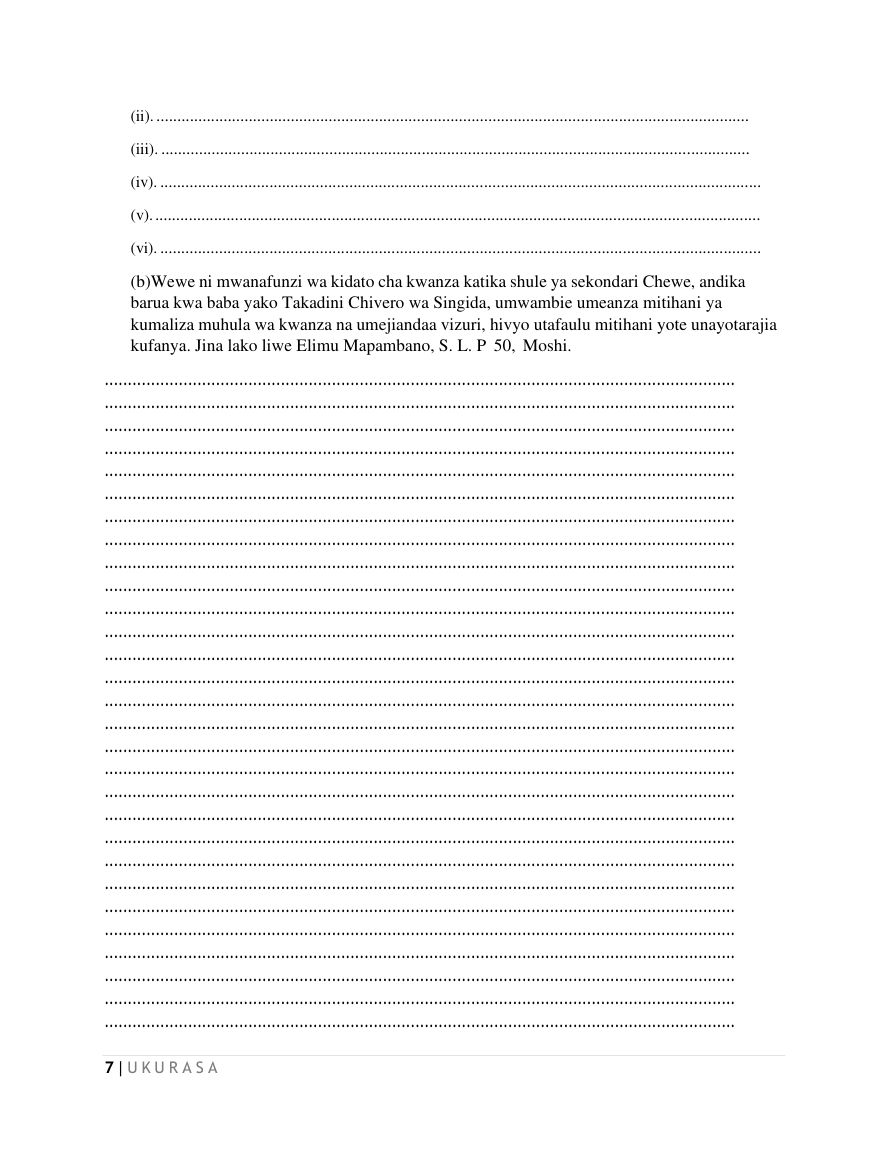 (ii). ..............................................................................................................................................
(iii). .............................................................................................................................................
(iv). ................................................................................................................................................
(v). .................................................................................................................................................
(vi). ................................................................................................................................................
(b)Wewe ni mwanafunzi wa kidato cha kwanza katika shule ya sekondari Chewe, andika
barua kwa baba yako Takadini Chivero wa Singida, umwambie umeanza mitihani ya
kumaliza muhula wa kwanza na umejiandaa vizuri, hivyo utafaulu mitihani yote unayotarajia
kufanya. Jina lako liwe Elimu Mapambano, S. L. P 50, Moshi.
7 | UKURASA